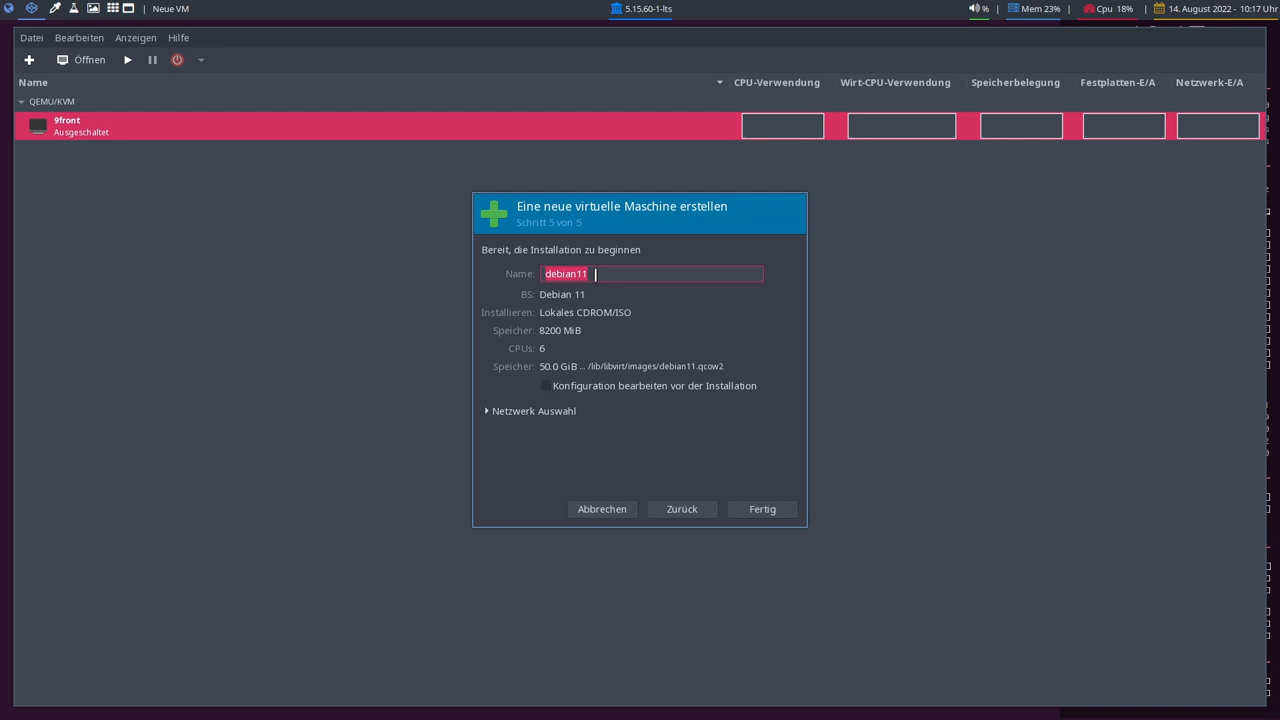 Neue VM
5.15.60-1-lts
% | Mem 23% | Cpu 18% | 14. August 2022 - 10:17 Uhr
Datei Bearbeiten Anzeigen Hilfe
Öffnen
Name CPU-Verwendung Wirt-CPU-Verwendung Speicherbelegung Festplatten-E/A Netzwerk-E/A
QEMU/KVM
9front
Ausgeschaltet
Eine neue virtuelle Maschine erstellen
Schritt 5 von 5
Bereit, die Installation zu beginnen
Name: debian11
BS: Debian 11
Installieren: Lokales CDROM/ISO
Speicher: 8200 MiB
CPUs: 6
Speicher: 50.0 GiB ... /lib/libvirt/images/debian11.qcow2
Konfiguration bearbeiten vor der Installation
Netzwerk Auswahl
Abbrechen Zurück Fertig